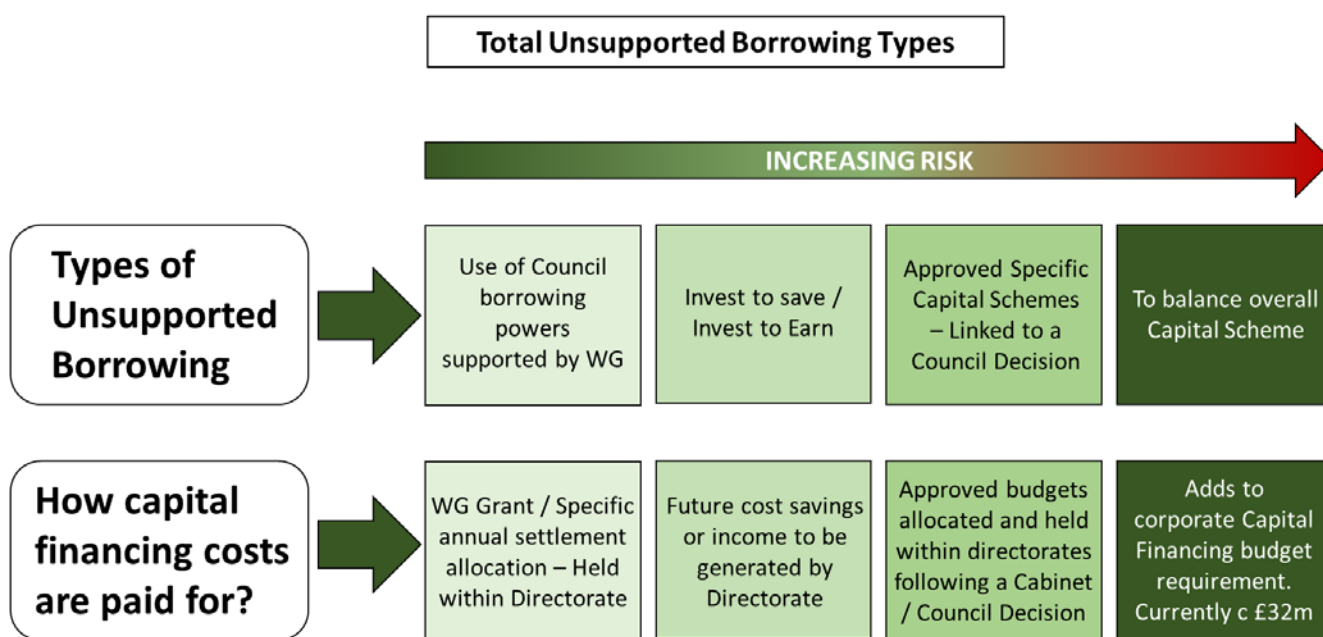 Total Unsupported Borrowing Types
INCREASING RISK
Types of
Unsupported
Borrowing
Use of Council
borrowing
powers
supported by WG
Invest to save /
Invest to Earn
Approved Specific
Capital Schemes
– Linked to a
Council Decision
To balance overall
Capital Scheme
How capital
financing costs
are paid for?
WG Grant / Specific
annual settlement
allocation – Held
within Directorate
Future cost savings
or income to be
generated by
Directorate
Approved budgets
allocated and held
within directorates
following a Cabinet
/ Council Decision
Adds to
corporate Capital
Financing budget
requirement.
Currently c £32m